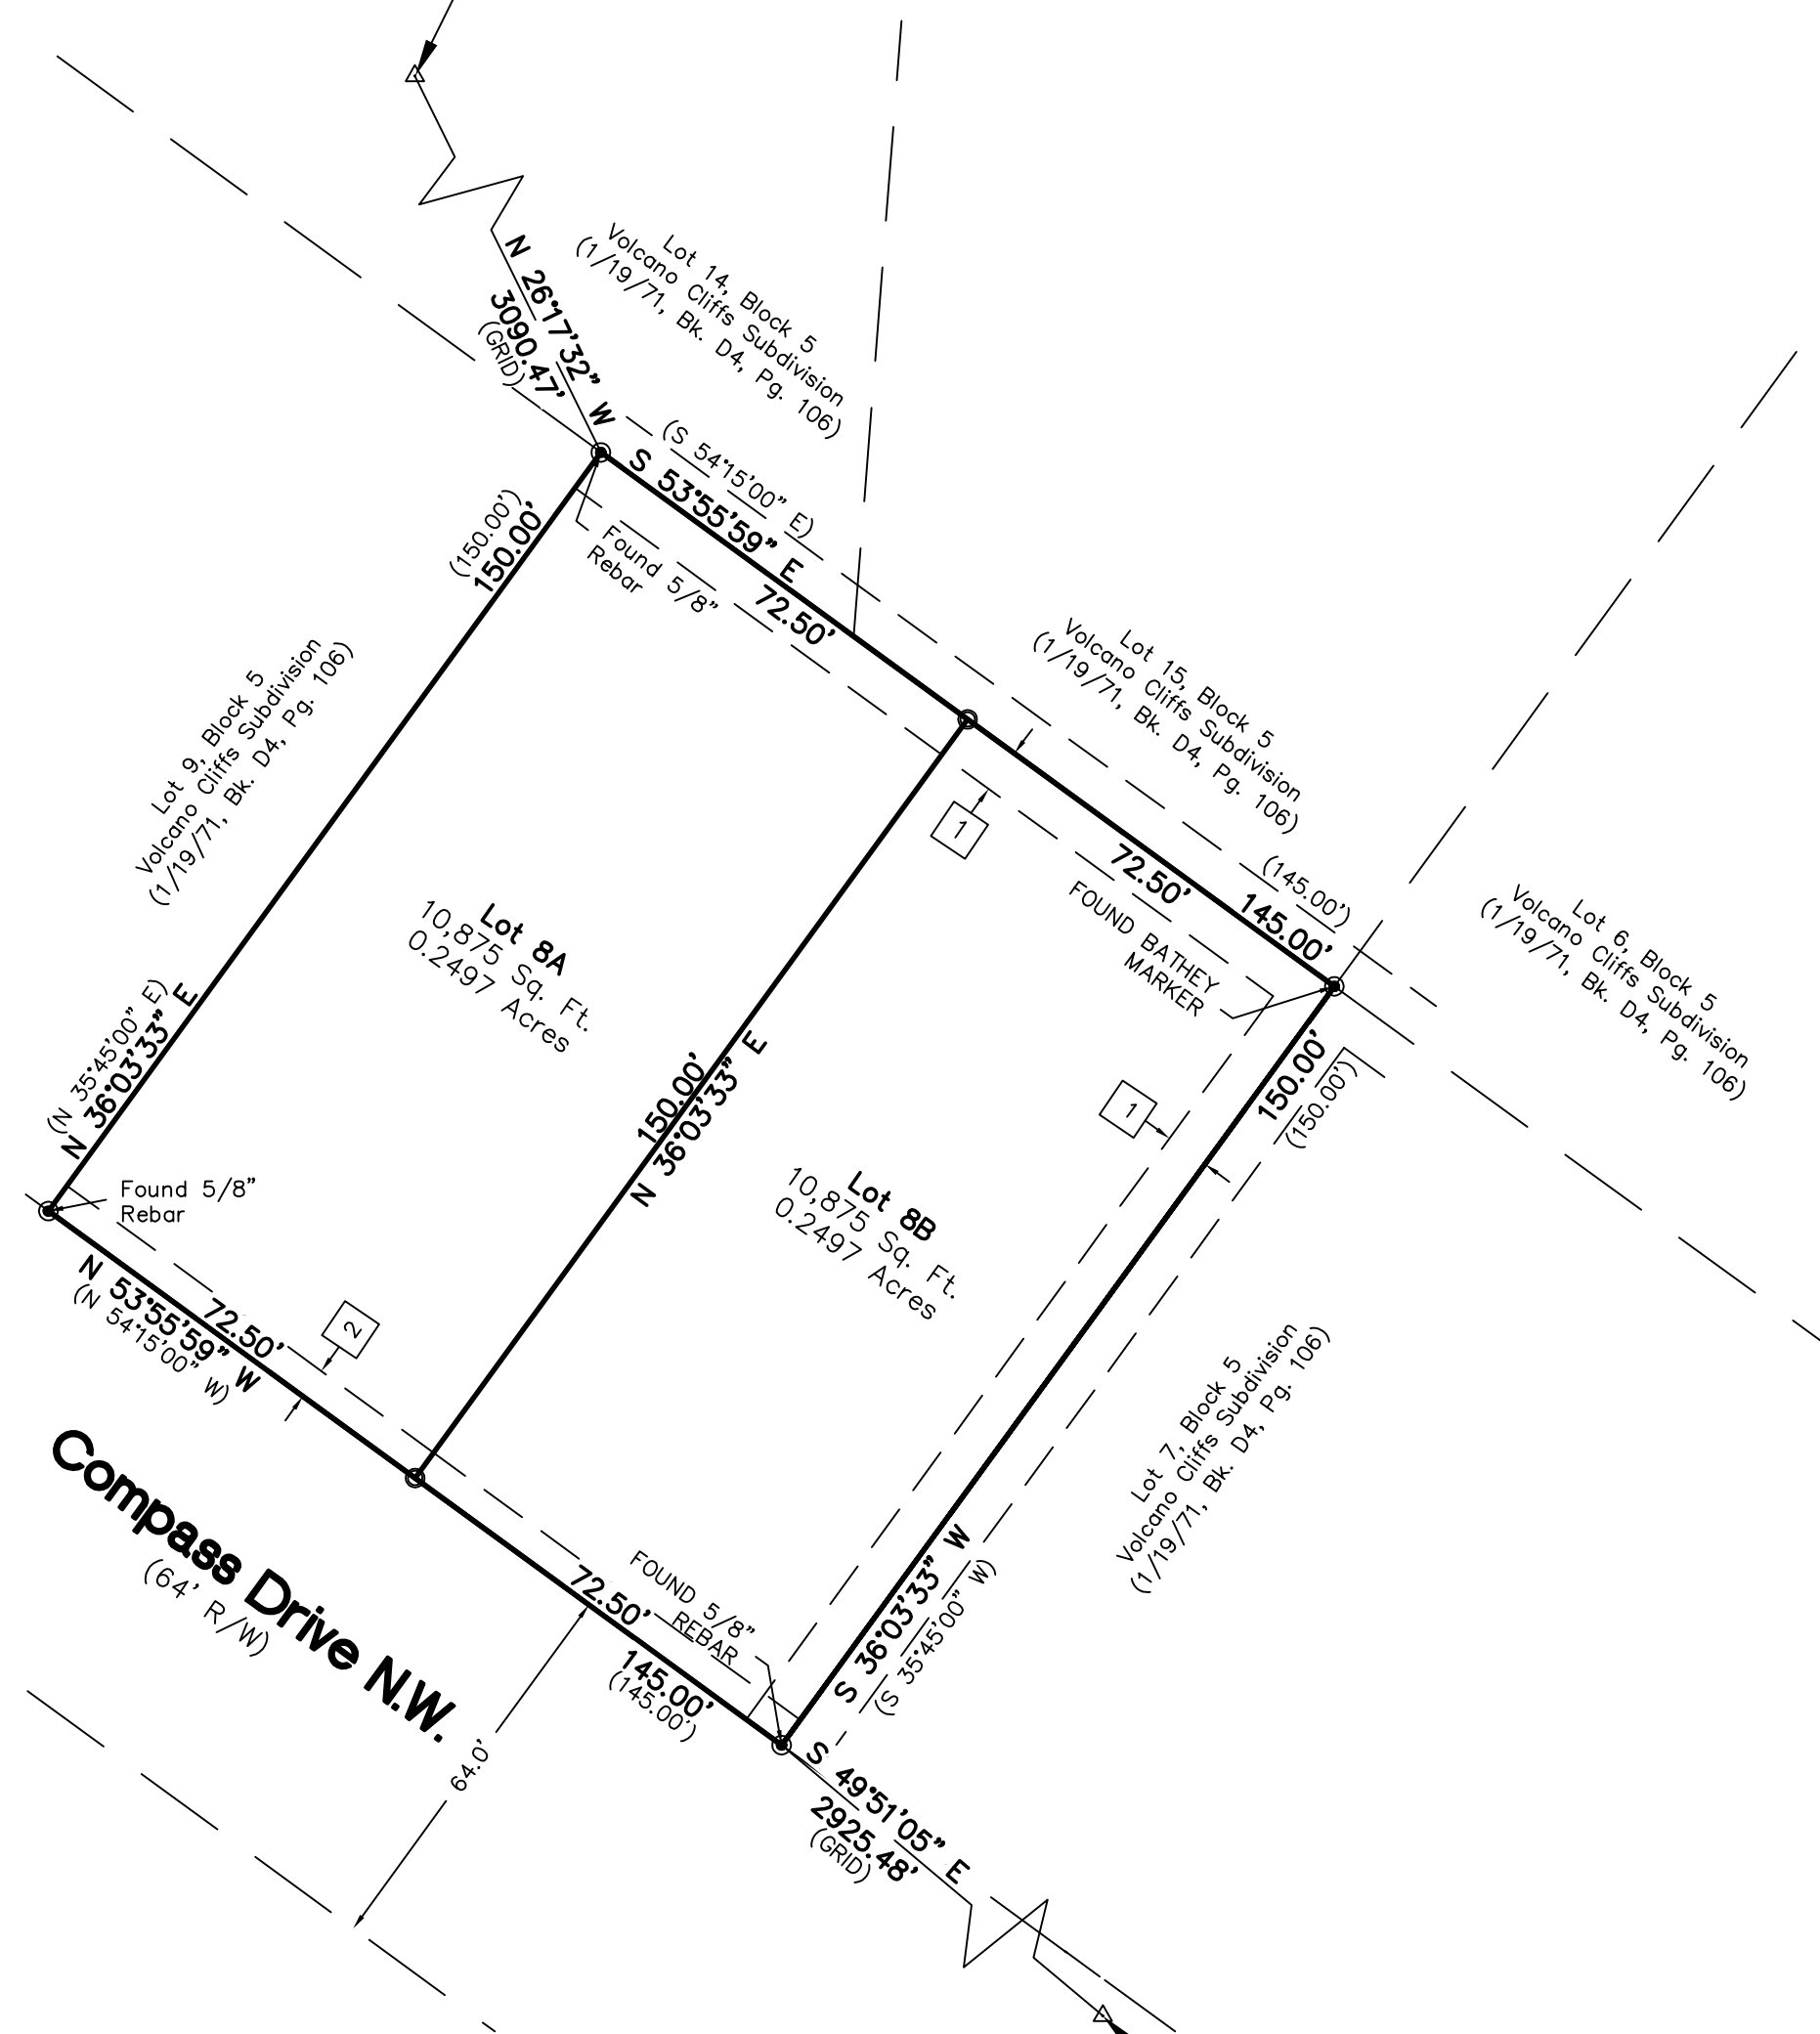 Lot 14, Block 5
Volcano Cliffs Subdivision
(1/19/71, Bk. D4, Pg. 106)
N 26°17'32" W
3090.47'
(GRID)
(S 54°15'00" E)
S 53°55'59" E
72.50'
(150.00')
150.00'
Found 5/8"
Rebar
Lot 15, Block 5
Volcano Cliffs Subdivision
(1/19/71, Bk. D4, Pg. 106)
Lot 9, Block 5
Volcano Cliffs Subdivision
(1/19/71, Bk. D4, Pg. 106)
1
72.50'
(145.00')
145.00'
FOUND BATHEY
MARKER
Lot 6, Block 5
Volcano Cliffs Subdivision
(1/19/71, Bk. D4, Pg. 106)
Lot 8A
10,875 Sq. Ft.
0.2497 Acres
(N 35°45'00" E)
N 36°03'33" E
150.00'
N 36°03'33" E
1
150.00'
(150.00')
Found 5/8"
Rebar
Lot 8B
10,875 Sq. Ft.
0.2497 Acres
72.50'
N 53°55'59" W
(N 54°15'00" W)
2
Lot 7, Block 5
Volcano Cliffs Subdivision
(1/19/71, Bk. D4, Pg. 106)
Compass Drive N.W.
(64' R/W)
FOUND 5/8"
REBAR
72.50'
145.00'
(145.00')
S 36°03'33" W
(S 35°45'00" W)
64.0'
S 49°51'05" E
2925.48'
(GRID)